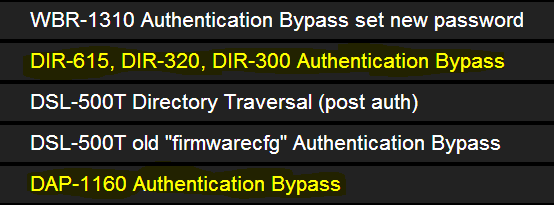 WBR-1310 Authentication Bypass set new password
DIR-615, DIR-320, DIR-300 Authentication Bypass
DSL-500T Directory Traversal (post auth)
DSL-500T old "firmwarecfg" Authentication Bypass
DAP-1160 Authentication Bypass